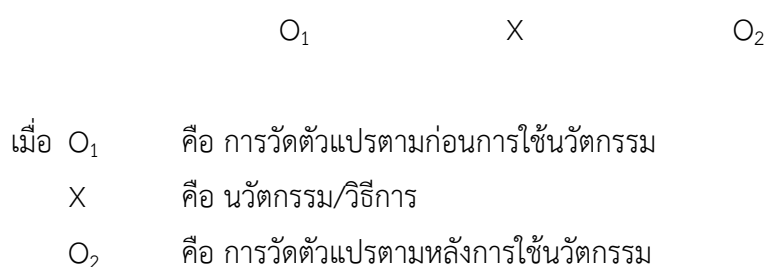 O₁ X O₂
เมื่อ O₁ คือ การวัดตัวแปรตามก่อนการใช้นวัตกรรม
X คือ นวัตกรรม/วิธีการ
O₂ คือ การวัดตัวแปรตามหลังการใช้นวัตกรรม